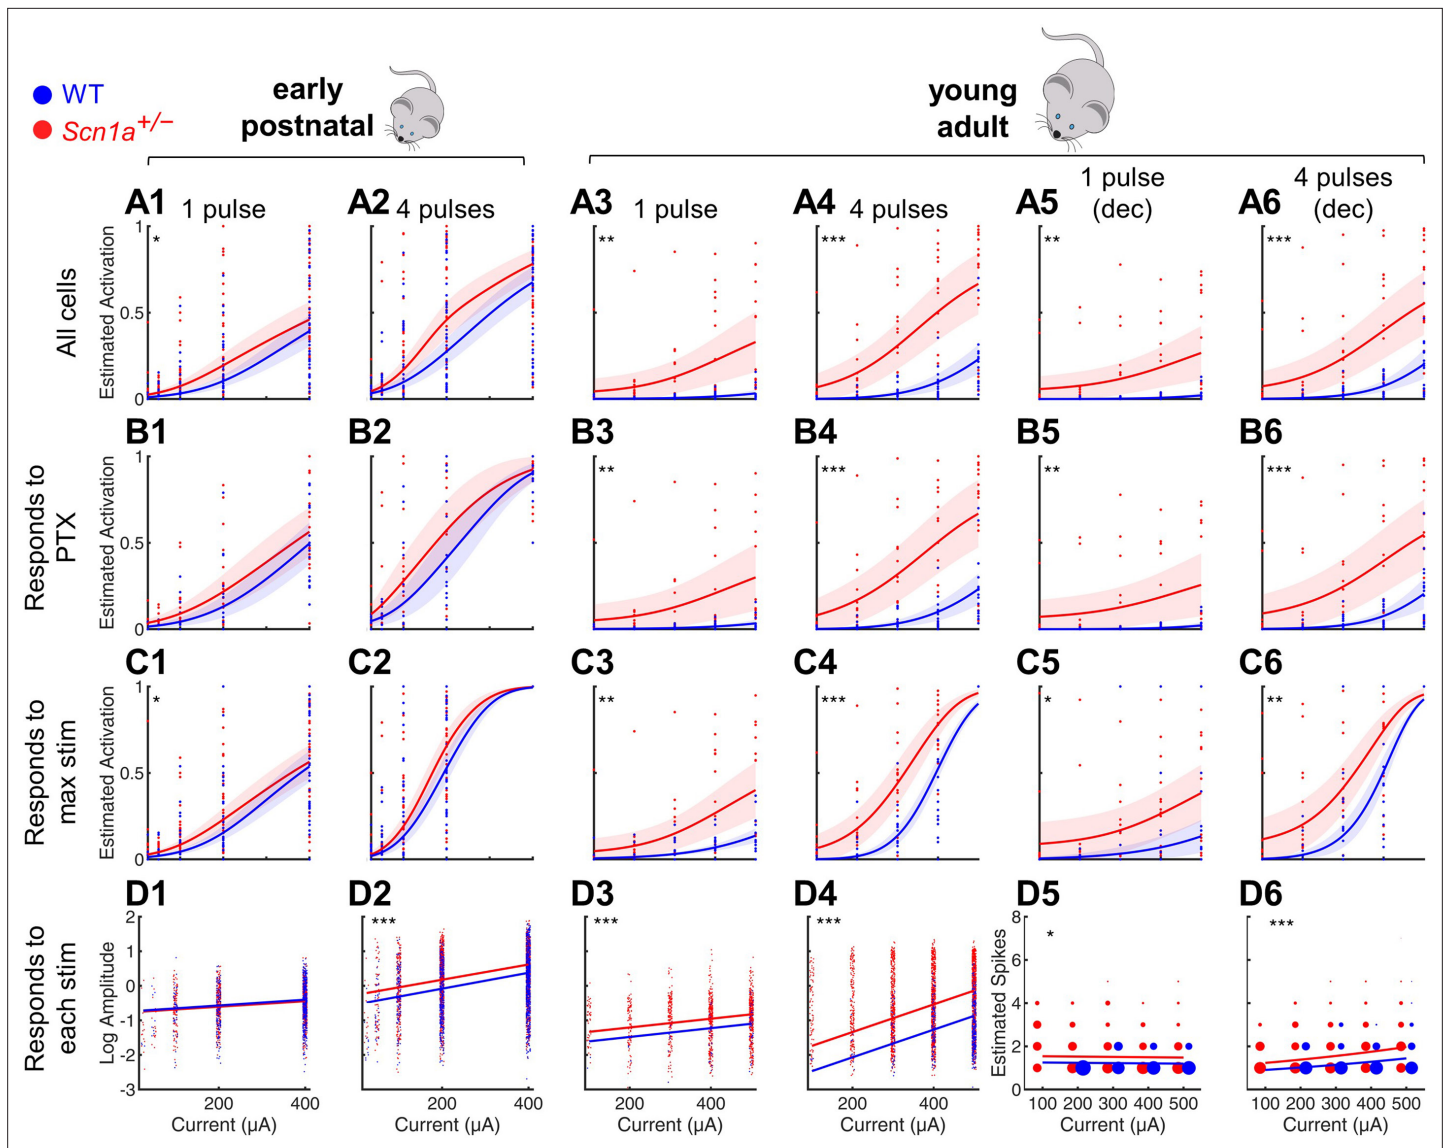 WT
Scn1a+/−
early
postnatal
young
adult
A1 1 pulse
A2 4 pulses
A3 1 pulse
A4 4 pulses
A5 1 pulse
(dec)
A6 4 pulses
(dec)
All cells
Estimated Activation
1
0.5
0
*
**
***
**
***
B1
B2
B3
B4
B5
B6
Responds to
PTX
Estimated Activation
1
0.5
0
**
***
**
***
C1
C2
C3
C4
C5
C6
Responds to
max stim
Estimated Activation
1
0.5
0
*
**
***
*
**
D1
D2
D3
D4
D5
D6
Responds to
each stim
Log Amplitude
2
1
0
-1
-2
-3
***
***
***
Estimated Spikes
8
6
4
2
0
*
***
200 400
200 400
200 400
200 400
100 200 300 400 500
100 200 300 400 500
Current (μA)
Current (μA)
Current (μA)
Current (μA)
Current (μA)
Current (μA)